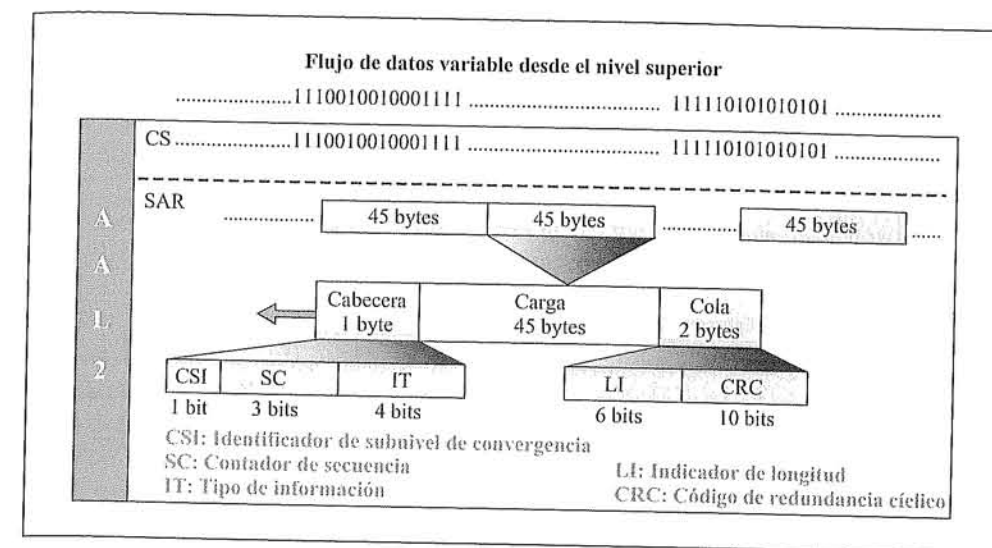 Flujo de datos variable desde el nivel superior
.....................1110010010001111 ..................................... 111110101010101 ...................
CS .....................1110010010001111 ..................................... 111110101010101 ...................
SAR
................ 45 bytes 45 bytes ................ 45 bytes ......
Cabecera
1 byte
Carga
45 bytes
Cola
2 bytes
CSI SC IT LI CRC
1 bit 3 bits 4 bits 6 bits 10 bits
CSI: Identificador de subnivel de convergencia
SC: Contador de secuencia
IT: Tipo de información
LI: Indicador de longitud
CRC: Código de redundancia cíclico
A
A
L
2